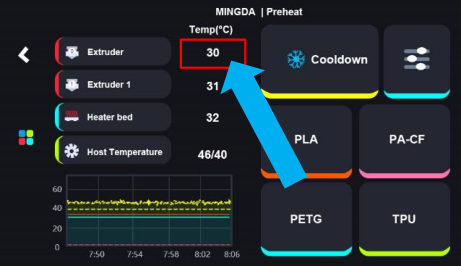 MINGDA | Preheat
Temp(°C)
Extruder 30
Extruder 1 31
Heater bed 32
Host Temperature 46/40
Cooldown
PLA PA-CF
PETG TPU
60
40
20
0
7:50 7:54 7:58 8:02 8:06